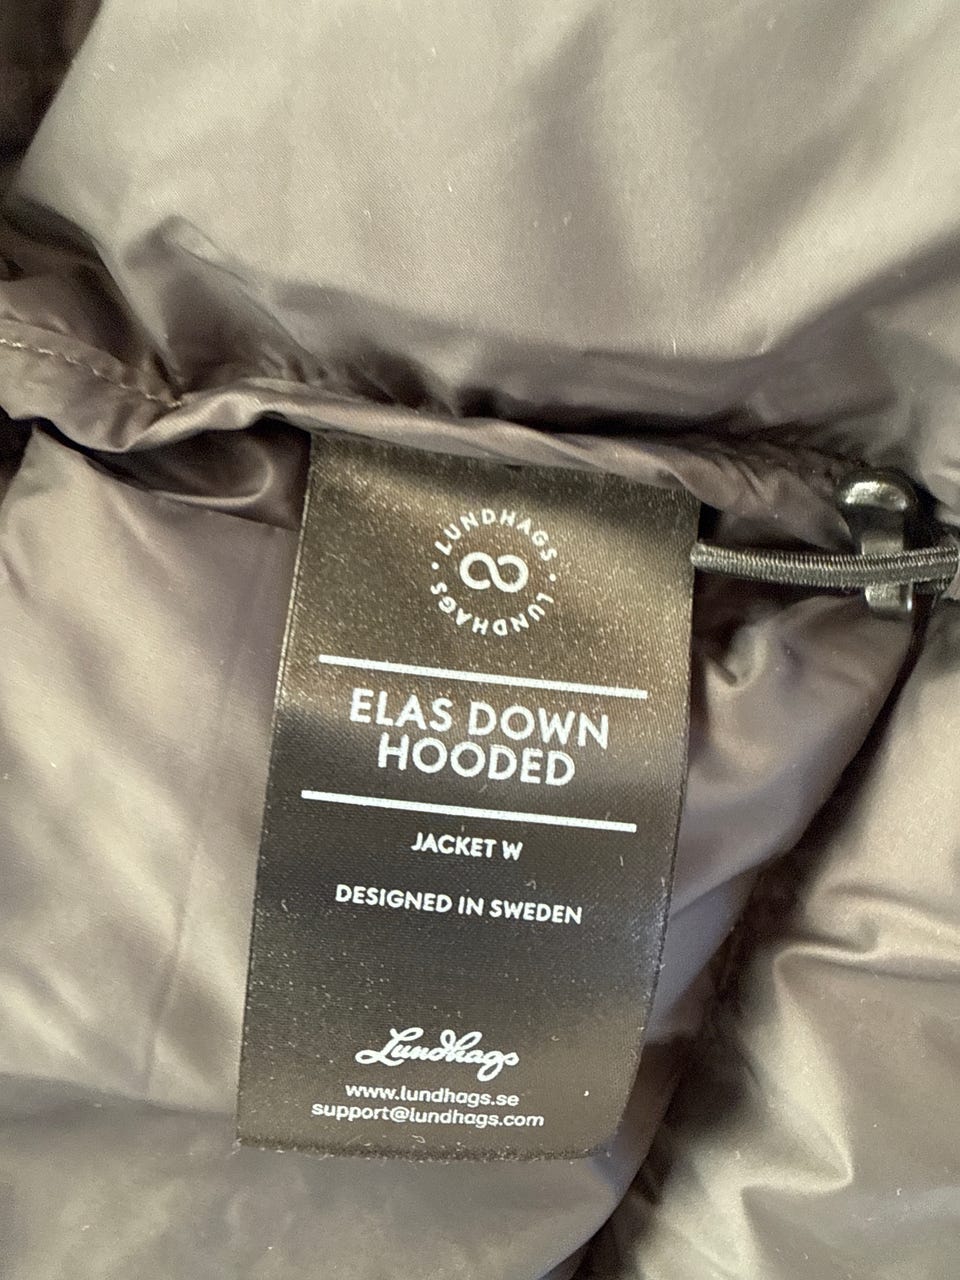 · LUNDHAGS · LUNDHAGS
ELAS DOWN
HOODED
JACKET W
DESIGNED IN SWEDEN
Lundhags
www.lundhags.se
support@lundhags.com